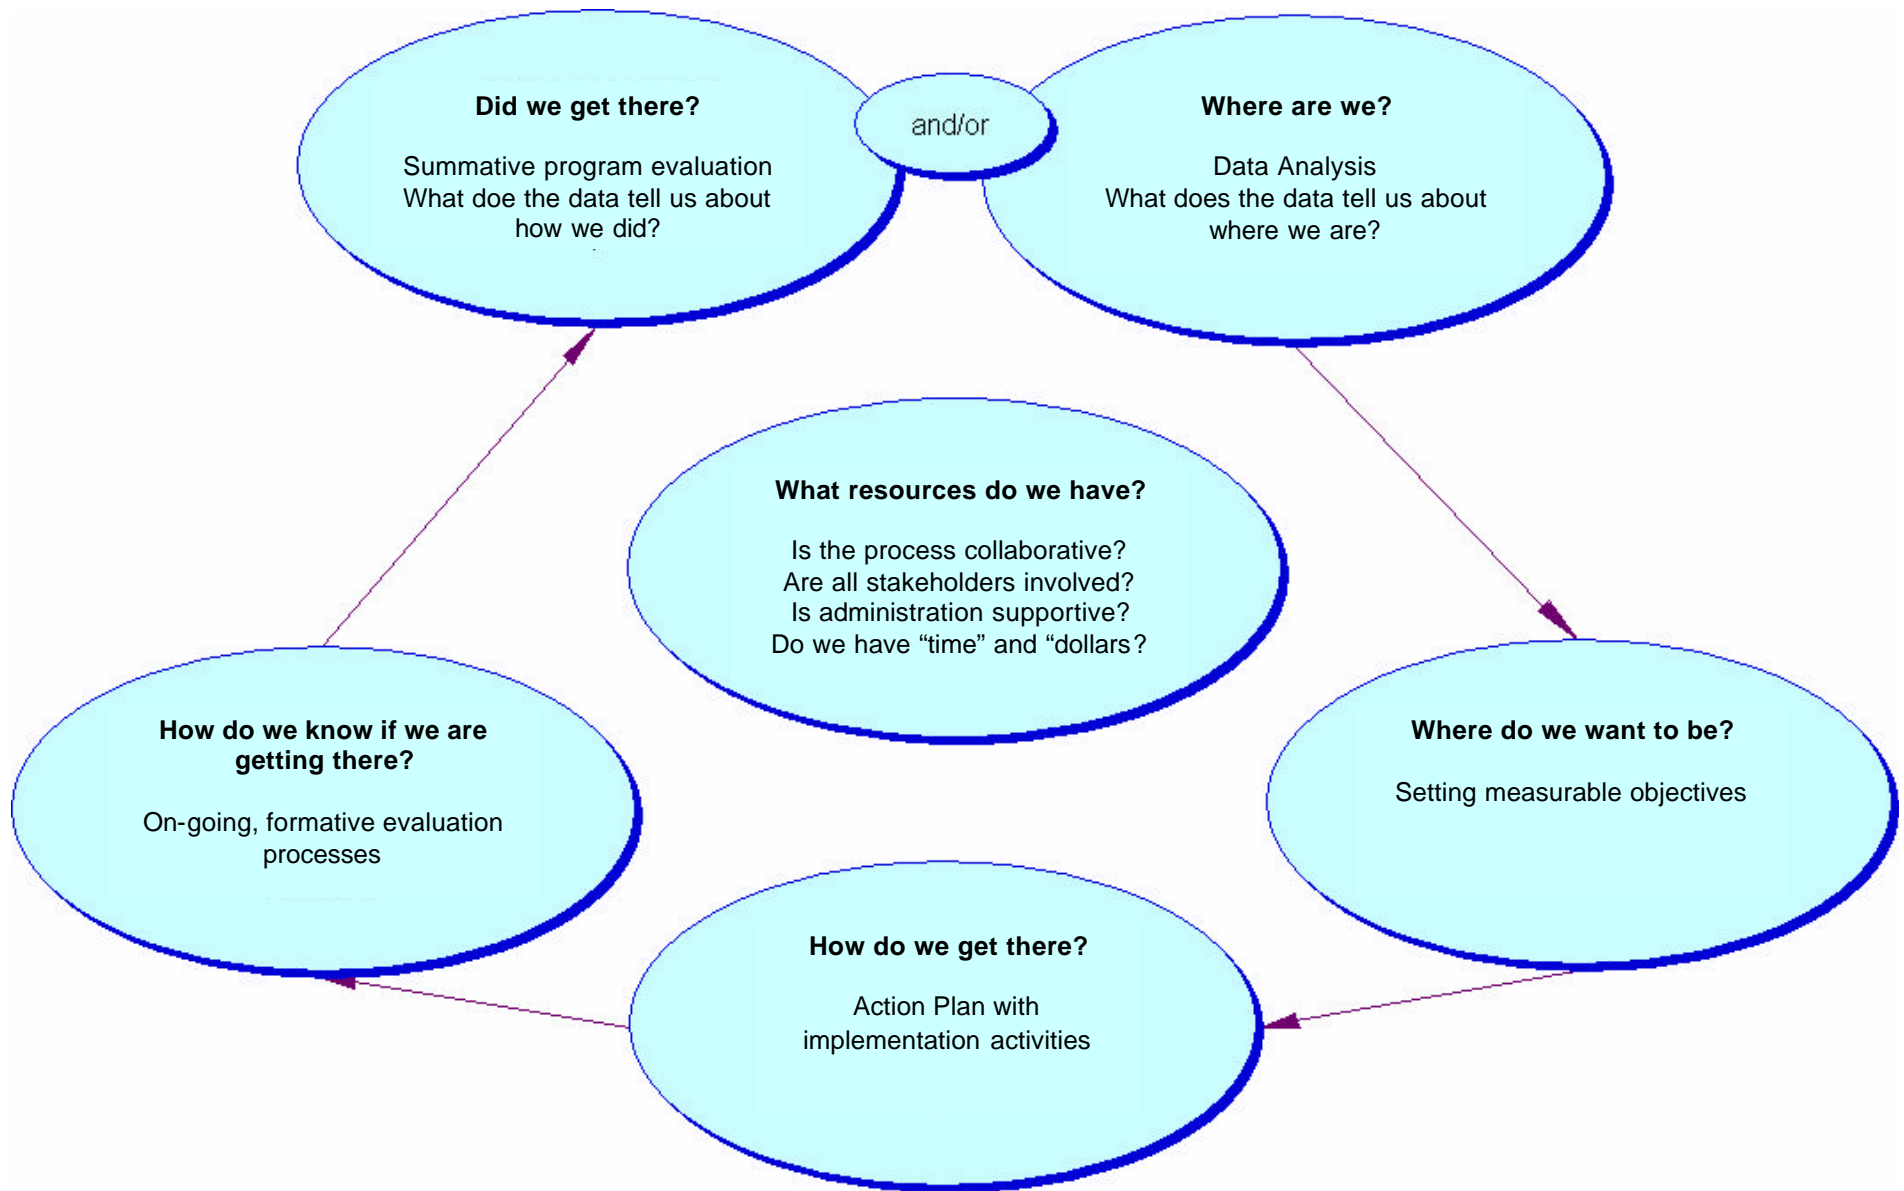 Did we get there?
Summative program evaluation
What doe the data tell us about
how we did?
and/or
Where are we?
Data Analysis
What does the data tell us about
where we are?
What resources do we have?
Is the process collaborative?
Are all stakeholders involved?
Is administration supportive?
Do we have “time” and “dollars?
How do we know if we are
getting there?
On-going, formative evaluation
processes
Where do we want to be?
Setting measurable objectives
How do we get there?
Action Plan with
implementation activities